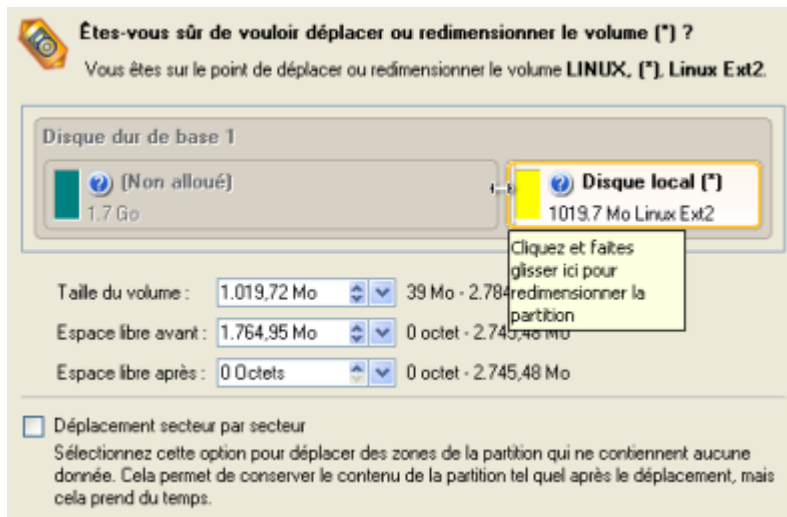 Êtes-vous sûr de vouloir déplacer ou redimensionner le volume (*) ?
Vous êtes sur le point de déplacer ou redimensionner le volume LINUX, (*), Linux Ext2.
Disque dur de base 1
(Non alloué)
1.7 Go
Disque local (*)
1019.7 Mo Linux Ext2
Cliquez et faites
glisser ici pour
redimensionner la
partition
Taille du volume : 1.019,72 Mo 39 Mo - 2.784
Espace libre avant : 1.764,95 Mo 0 octet - 2.745,48 Mo
Espace libre après : 0 Octets 0 octet - 2.745,48 Mo
Déplacement secteur par secteur
Sélectionnez cette option pour déplacer des zones de la partition qui ne contiennent aucune
donnée. Cela permet de conserver le contenu de la partition tel quel après le déplacement, mais
cela prend du temps.